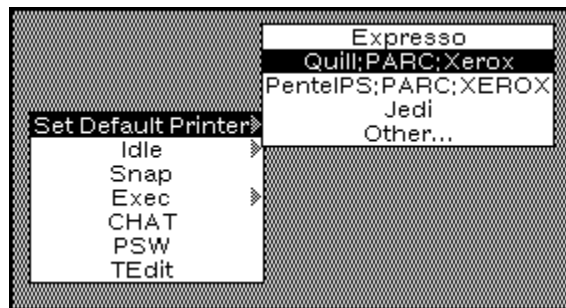 Expresso
Quill;PARC;Xerox
PentelPS;PARC;XEROX
Jedi
Other...
Set Default Printer
Idle
Snap
Exec
CHAT
PSW
TEdit